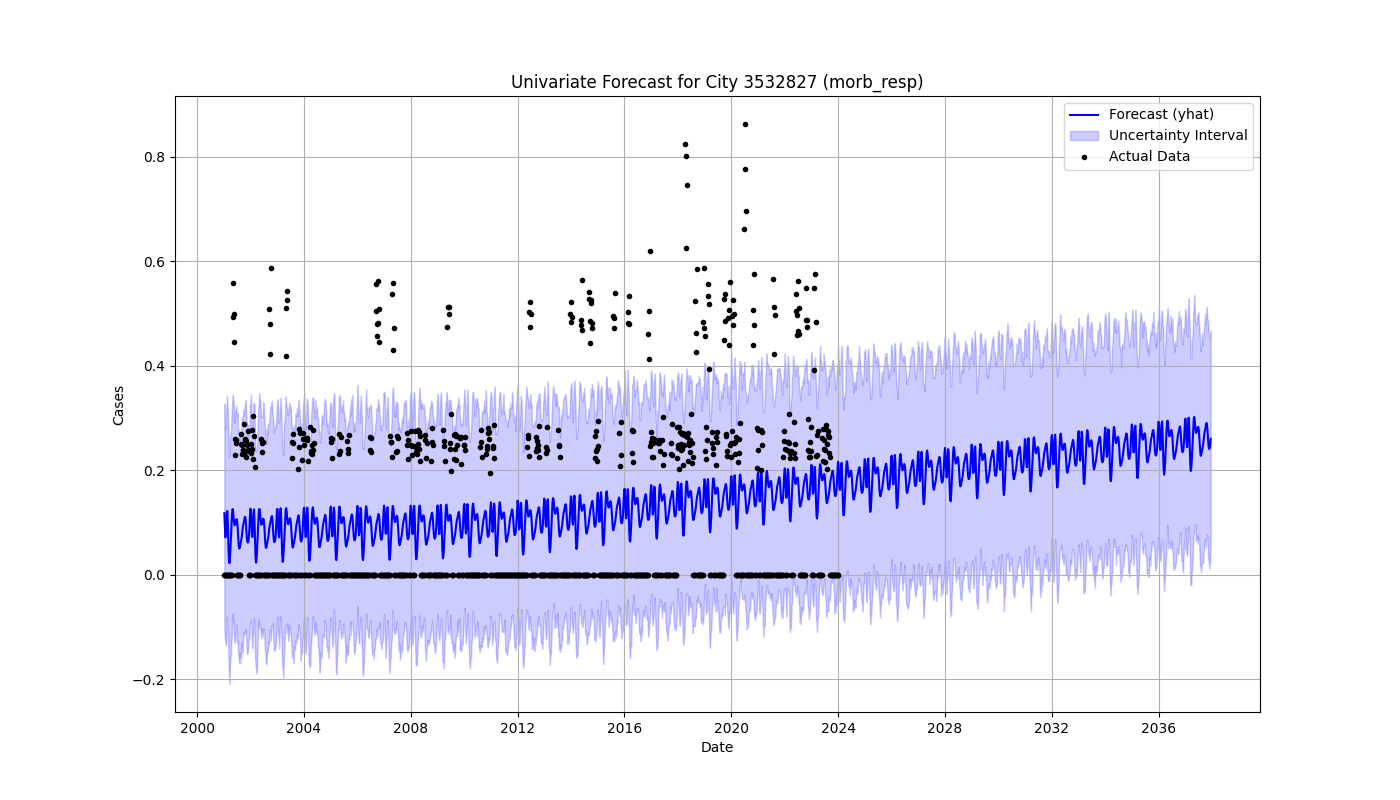 Univariate Forecast for City 3532827 (morb_resp)
Forecast (yhat)
Uncertainty Interval
Actual Data
Cases
0.8
0.6
0.4
0.2
0.0
−0.2
2000 2004 2008 2012 2016 2020 2024 2028 2032 2036
Date